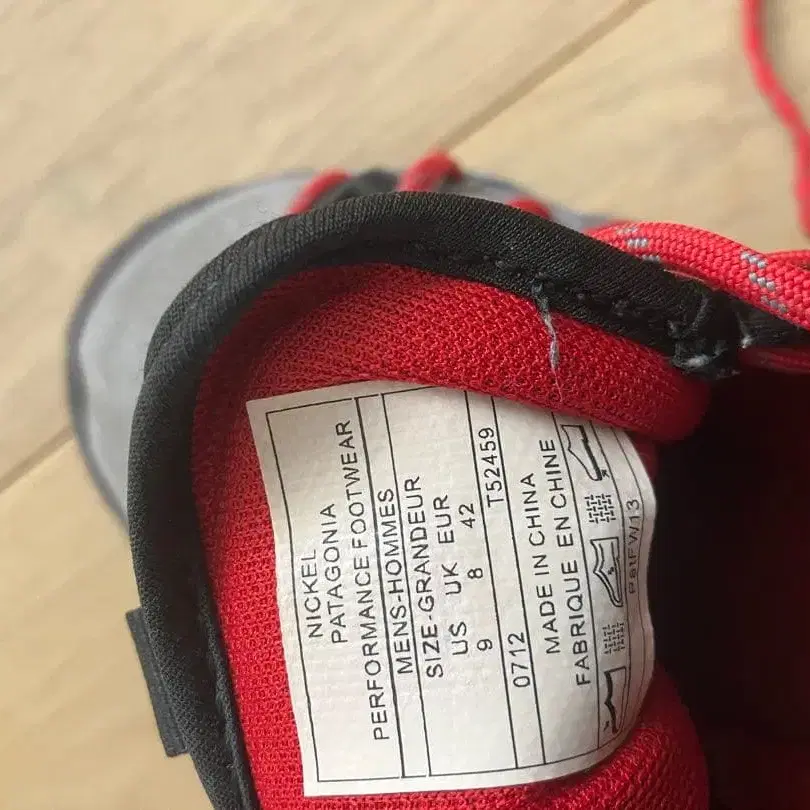 NICKEL
PATAGONIA
PERFORMANCE FOOTWEAR
MENS-HOMMES
SIZE-GRANDEUR
US UK EUR
9 8 42
0712 T52459
MADE IN CHINA
FABRIQUE EN CHINE
PatFW13